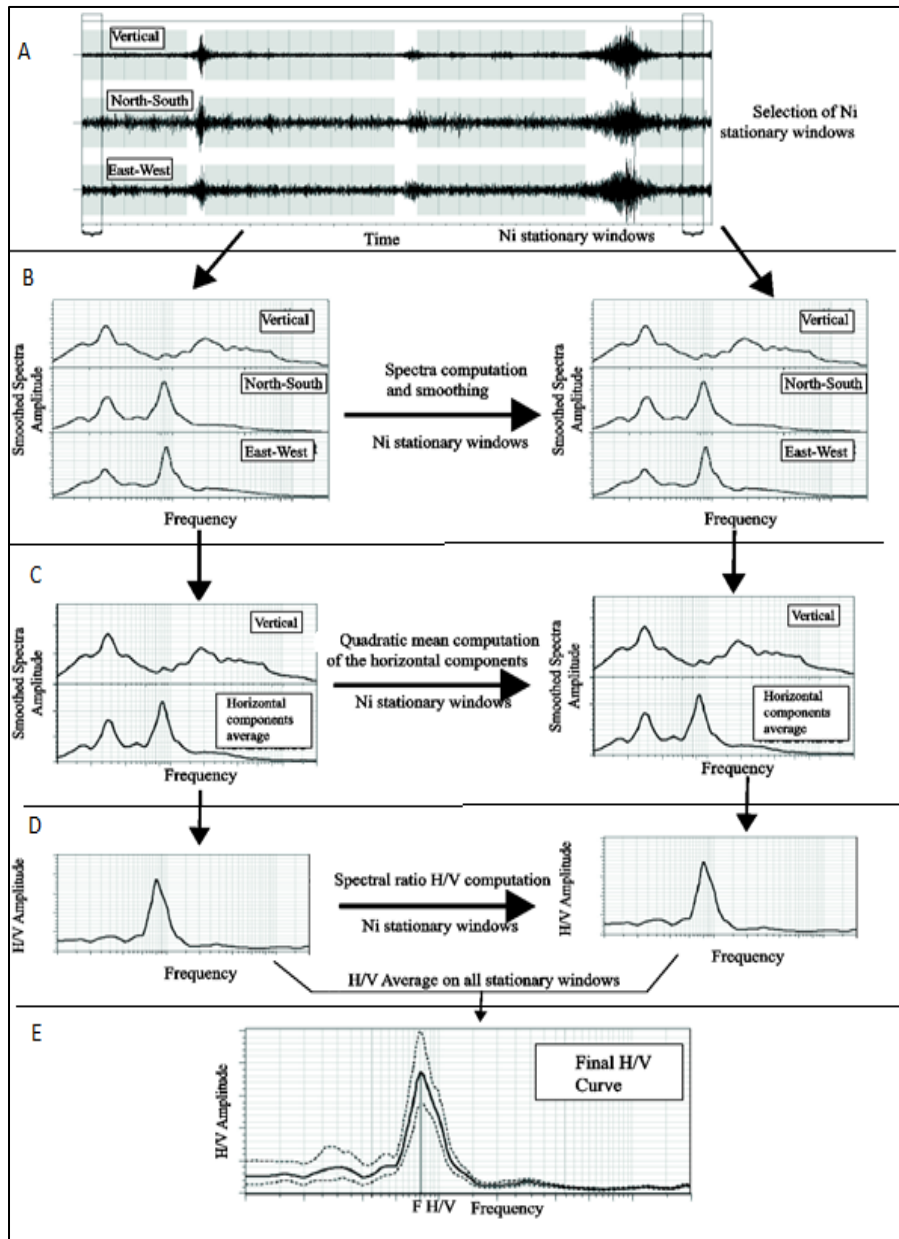 A
Vertical
North-South
East-West
Selection of Ni
stationary windows
Time
Ni stationary windows
B
Smoothed Spectra
Amplitude
Vertical
North-South
East-West
Frequency
Spectra computation
and smoothing
Ni stationary windows
Smoothed Spectra
Amplitude
Vertical
North-South
East-West
Frequency
C
Smoothed Spectra
Amplitude
Vertical
Horizontal
components
average
Frequency
Quadratic mean computation
of the horizontal components
Ni stationary windows
Smoothed Spectra
Amplitude
Vertical
Horizontal
components
average
Frequency
D
H/V Amplitude
Frequency
Spectral ratio H/V computation
Ni stationary windows
H/V Amplitude
Frequency
H/V Average on all stationary windows
E
H/V Amplitude
Final H/V
Curve
F H/V
Frequency